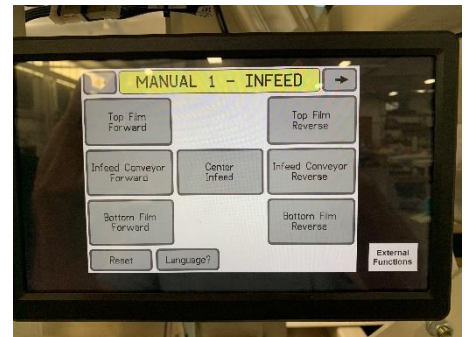 MANUAL 1 - INFEED
Top Film
Forward
Top Film
Reverse
Infeed Conveyor
Forward
Center
Infeed
Infeed Conveyor
Reverse
Bottom Film
Forward
Bottom Film
Reverse
Reset
Language?
External
Functions